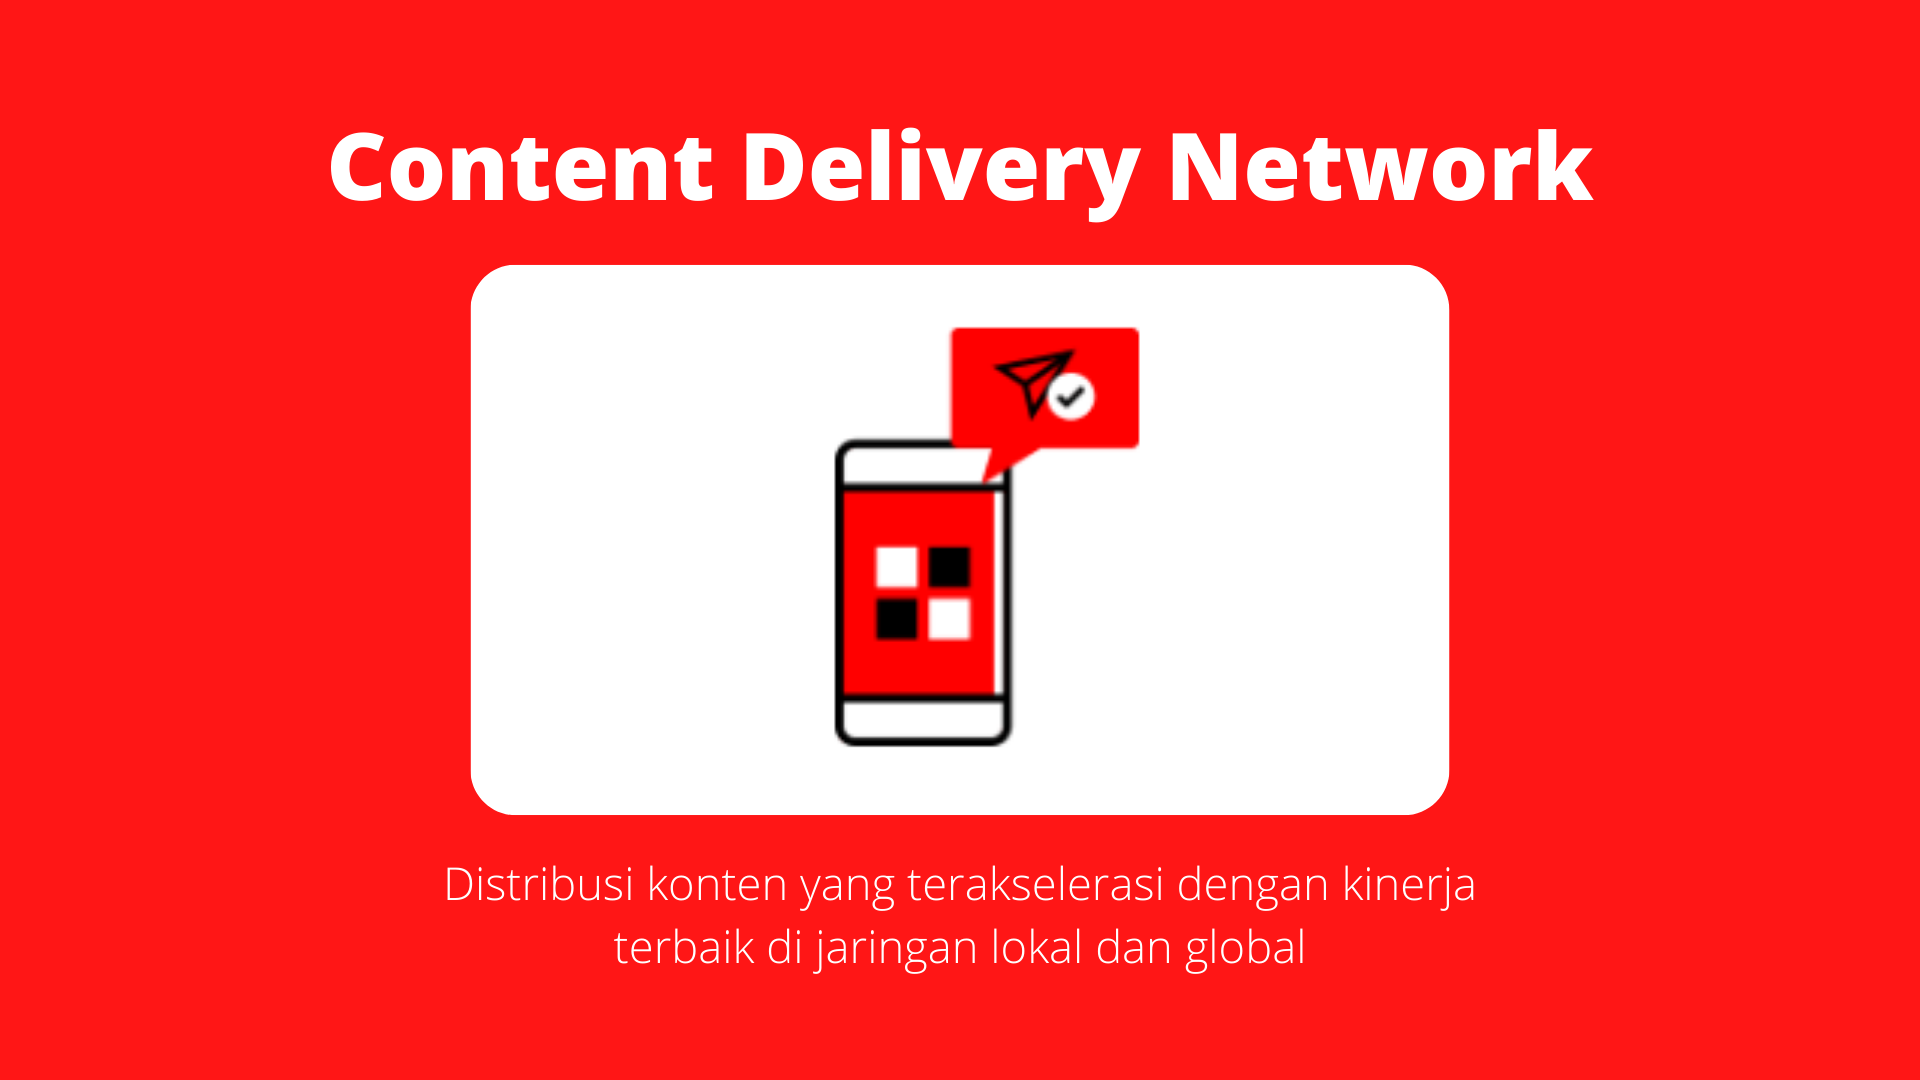 Content Delivery Network
Distribusi konten yang terakselerasi dengan kinerja
terbaik di jaringan lokal dan global